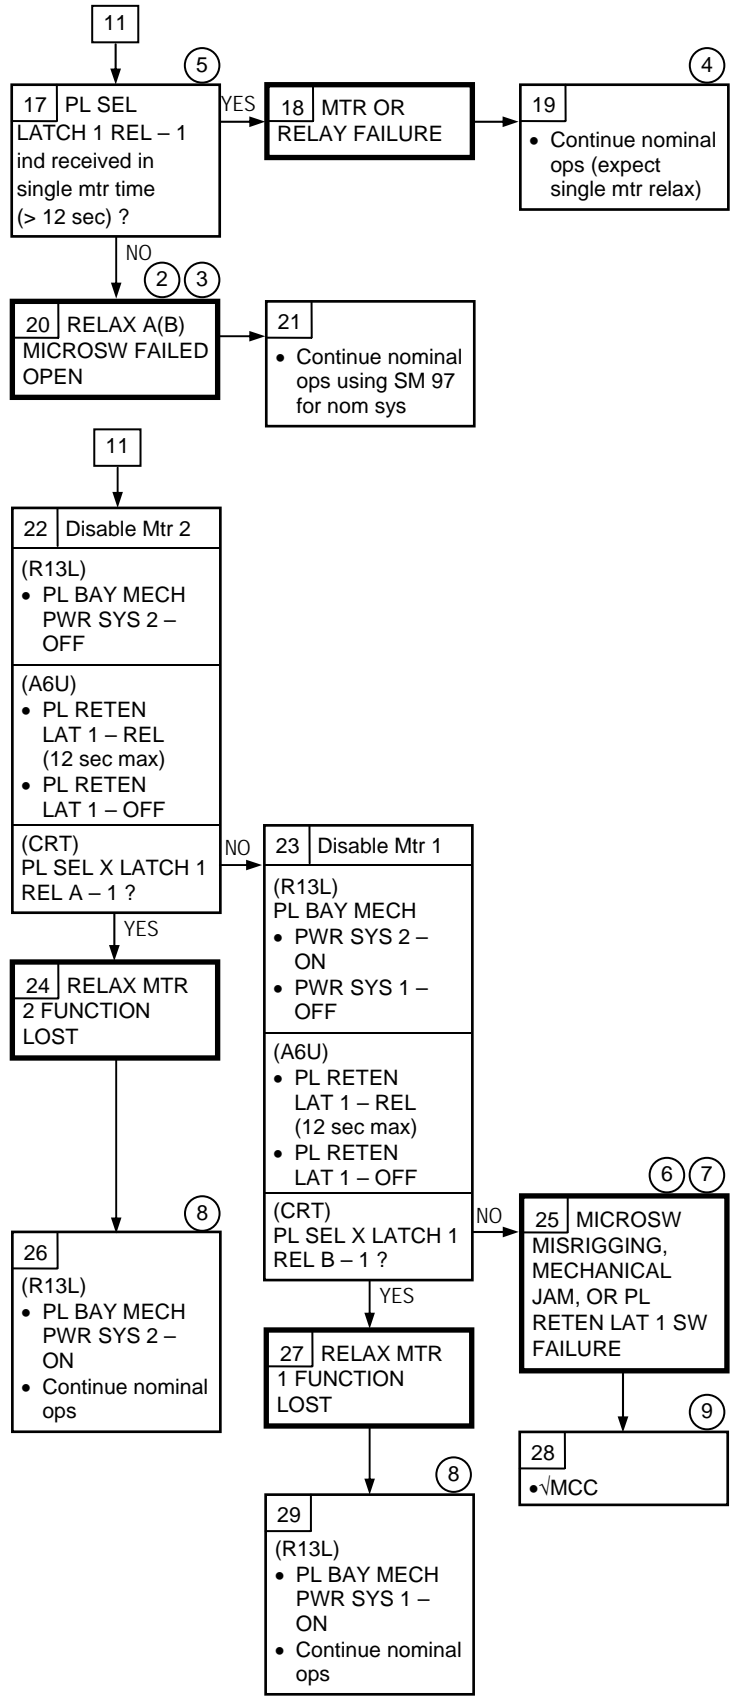 11
5
17 PL SEL
LATCH 1 REL – 1
ind received in
single mtr time
(> 12 sec) ?
YES
18 MTR OR
RELAY FAILURE
4
19
• Continue nominal
ops (expect
single mtr relax)
NO
2 3
20 RELAX A(B)
MICROSW FAILED
OPEN
21
• Continue nominal
ops using SM 97
for nom sys
11
22 Disable Mtr 2
(R13L)
• PL BAY MECH
PWR SYS 2 –
OFF
(A6U)
• PL RETEN
LAT 1 – REL
(12 sec max)
• PL RETEN
LAT 1 – OFF
(CRT)
PL SEL X LATCH 1
REL A – 1 ?
NO
YES
23 Disable Mtr 1
(R13L)
PL BAY MECH
• PWR SYS 2 –
ON
• PWR SYS 1 –
OFF
(A6U)
• PL RETEN
LAT 1 – REL
(12 sec max)
• PL RETEN
LAT 1 – OFF
(CRT)
PL SEL X LATCH 1
REL B – 1 ?
NO
YES
24 RELAX MTR
2 FUNCTION
LOST
6 7
25 MICROSW
MISRIGGING,
MECHANICAL
JAM, OR PL
RETEN LAT 1 SW
FAILURE
8
26
(R13L)
• PL BAY MECH
PWR SYS 2 –
ON
• Continue nominal
ops
27 RELAX MTR
1 FUNCTION
LOST
9
28
•√MCC
8
29
(R13L)
• PL BAY MECH
PWR SYS 1 –
ON
• Continue nominal
ops